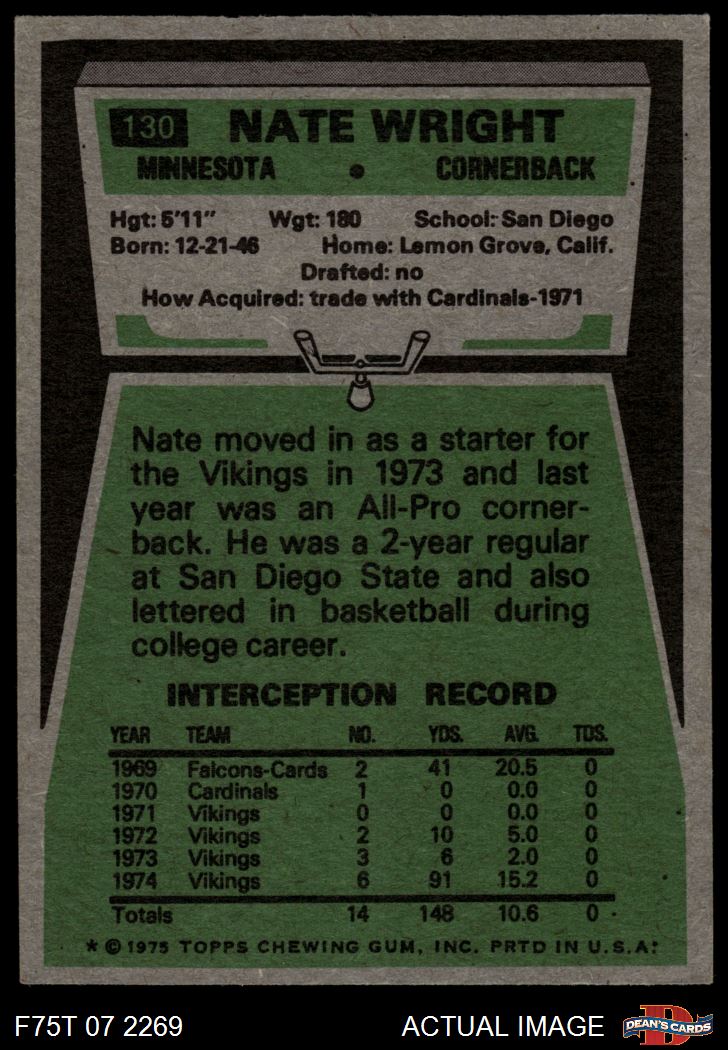 130 NATE WRIGHT
MINNESOTA • CORNERBACK
Hgt: 5'11" Wgt: 180 School: San Diego
Born: 12-21-46 Home: Lemon Grove, Calif.
Drafted: no
How Acquired: trade with Cardinals-1971
Nate moved in as a starter for
the Vikings in 1973 and last
year was an All-Pro corner-
back. He was a 2-year regular
at San Diego State and also
lettered in basketball during
college career.
INTERCEPTION RECORD
YEAR TEAM NO. YDS. AVG. TDS.
1969 Falcons-Cards 2 41 20.5 0
1970 Cardinals 1 0 0.0 0
1971 Vikings 0 0 0.0 0
1972 Vikings 2 10 5.0 0
1973 Vikings 3 6 2.0 0
1974 Vikings 6 91 15.2 0
Totals 14 148 10.6 0
* © 1975 TOPPS CHEWING GUM, INC. PRTD IN U.S.A.
F75T 07 2269 ACTUAL IMAGE D DEAN'S CARDS